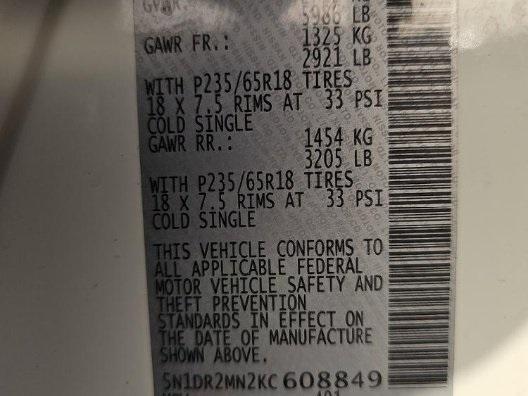 GVWR:
5986 LB
GAWR FR.: 1325 KG
2921 LB
WITH P235/65R18 TIRES
18 X 7.5 RIMS AT 33 PSI
COLD SINGLE
GAWR RR.: 1454 KG
3205 LB
WITH P235/65R18 TIRES
18 X 7.5 RIMS AT 33 PSI
COLD SINGLE
THIS VEHICLE CONFORMS TO
ALL APPLICABLE FEDERAL
MOTOR VEHICLE SAFETY AND
THEFT PREVENTION
STANDARDS IN EFFECT ON
THE DATE OF MANUFACTURE
SHOWN ABOVE.
5N1DR2MN2KC608849